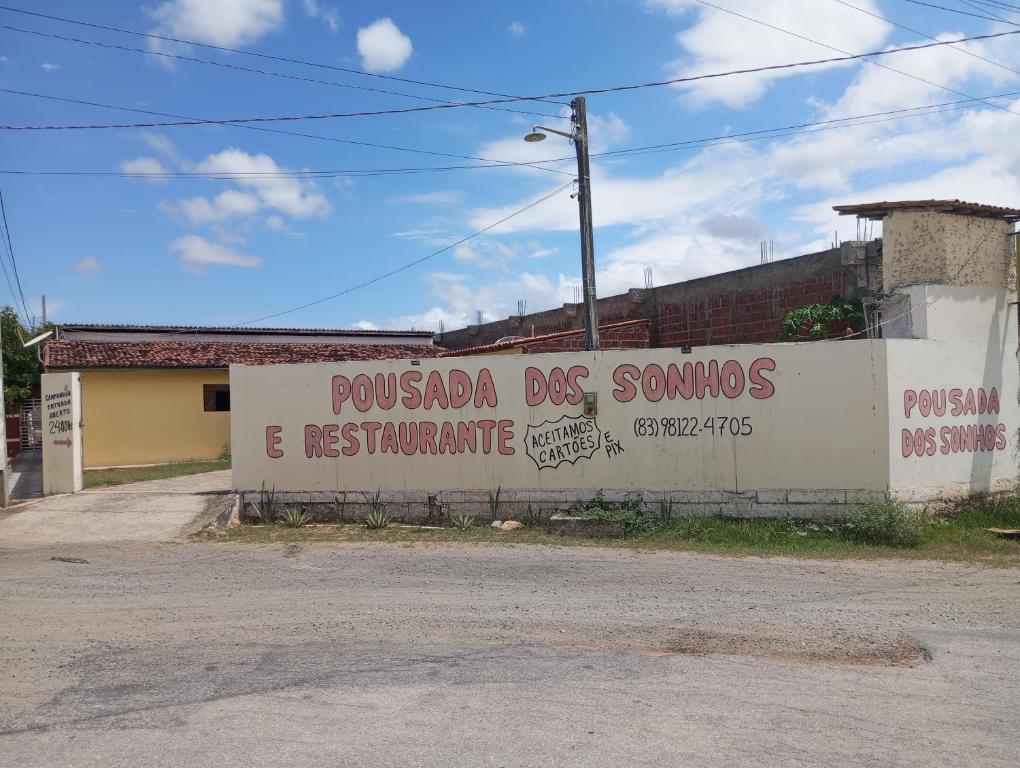 CAMPAINHA
ENTRADA
ABERTO
24:00Hs
POUSADA DOS SONHOS
E RESTAURANTE
ACEITAMOS
CARTÕES
E
PIX
(83)98122-4705
POUSADA
DOS SONHOS